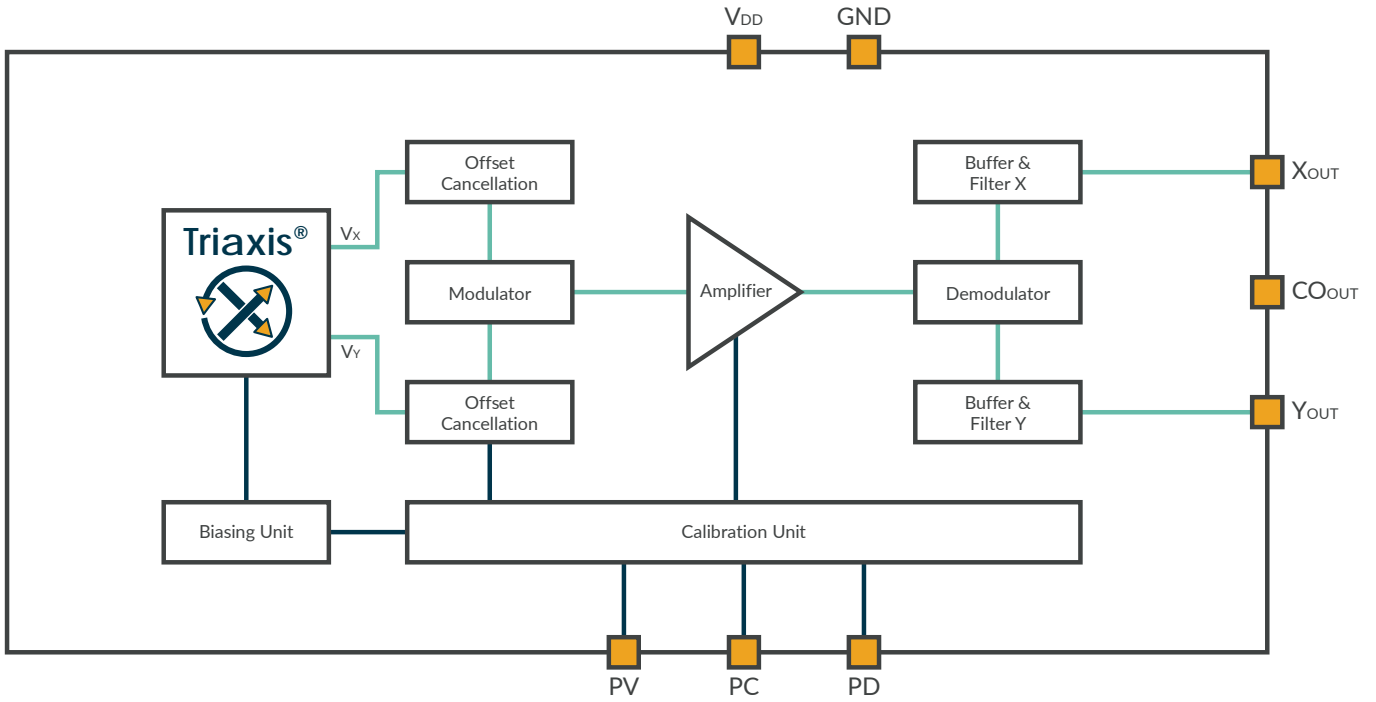 VDD
GND
Offset
Cancellation
Buffer &
Filter X
XOUT
Triaxis®
VX
Modulator
Amplifier
Demodulator
COOUT
VY
Offset
Cancellation
Buffer &
Filter Y
YOUT
Biasing Unit
Calibration Unit
PV
PC
PD